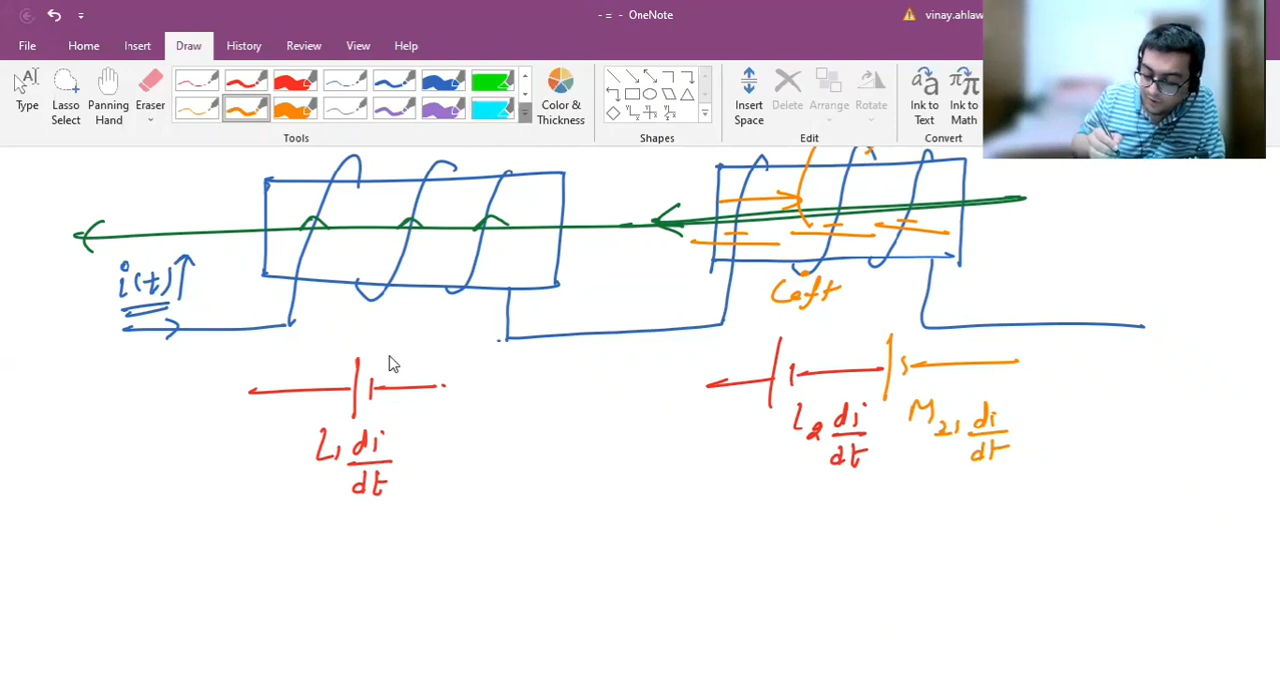 - = - OneNote
vinay.ahlaw
File Home Insert Draw History Review View Help
Type
Lasso Select
Panning Hand
Eraser
Color & Thickness
Insert Space
Delete
Arrange
Rotate
Ink to Text
Ink to Math
Tools
Shapes
Edit
Convert
i(t)
Left
L1 di/dt
L2 di/dt
M21 di/dt